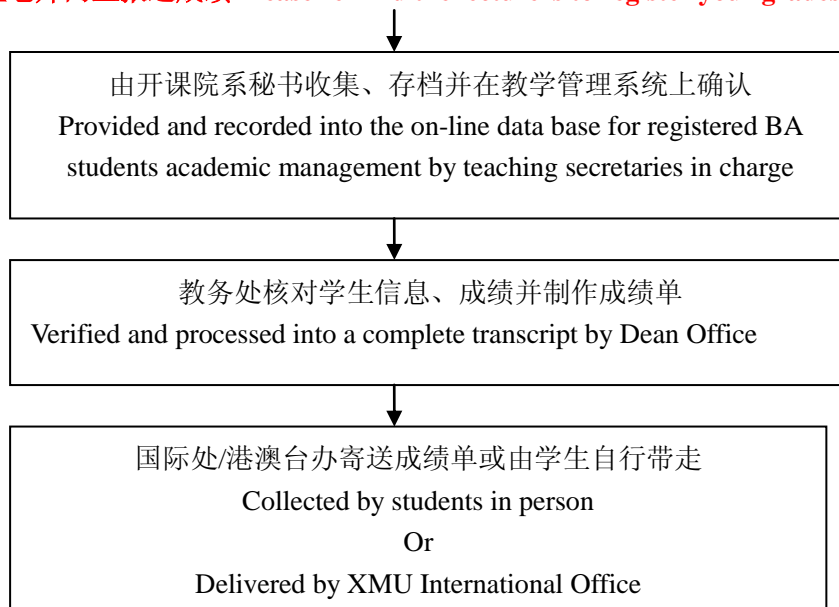 由开课院系秘书收集、存档并在教学管理系统上确认
Provided and recorded into the on-line data base for registered BA
students academic management by teaching secretaries in charge
教务处核对学生信息、成绩并制作成绩单
Verified and processed into a complete transcript by Dean Office
国际处/港澳台办寄送成绩单或由学生自行带走
Collected by students in person
Or
Delivered by XMU International Office